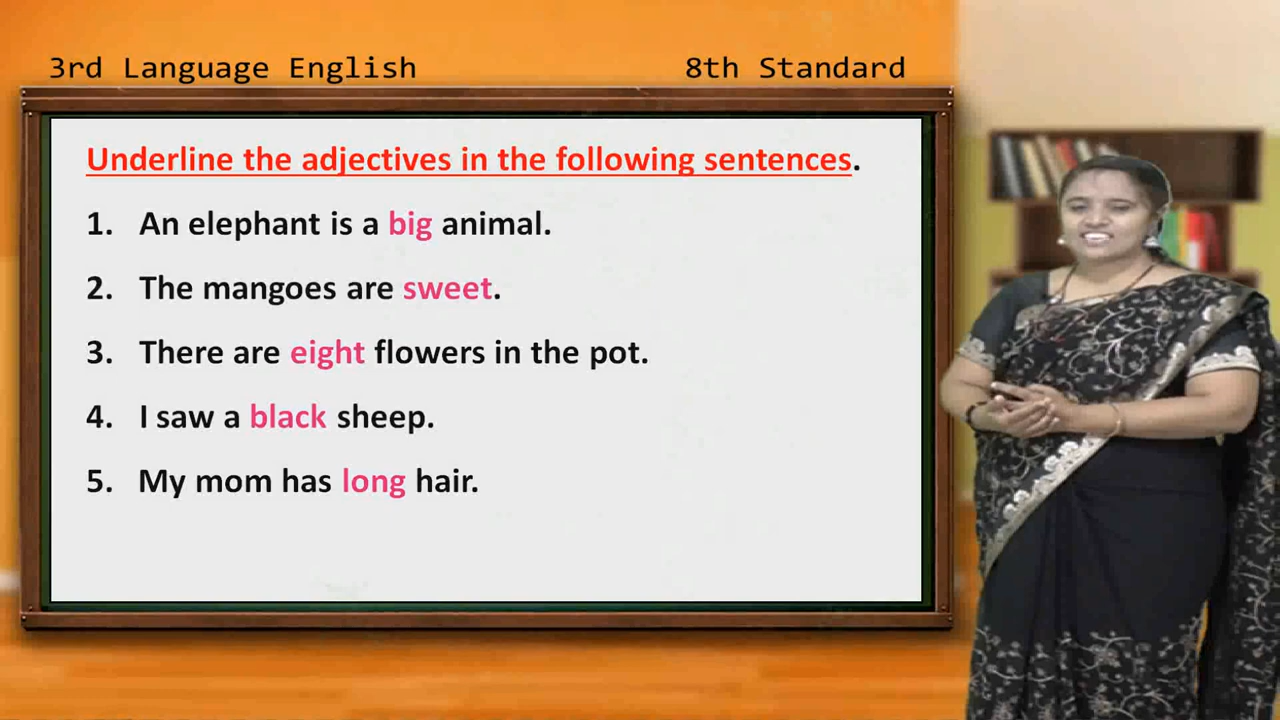 3rd Language English 8th Standard
Underline the adjectives in the following sentences.
1. An elephant is a big animal.
2. The mangoes are sweet.
3. There are eight flowers in the pot.
4. I saw a black sheep.
5. My mom has long hair.